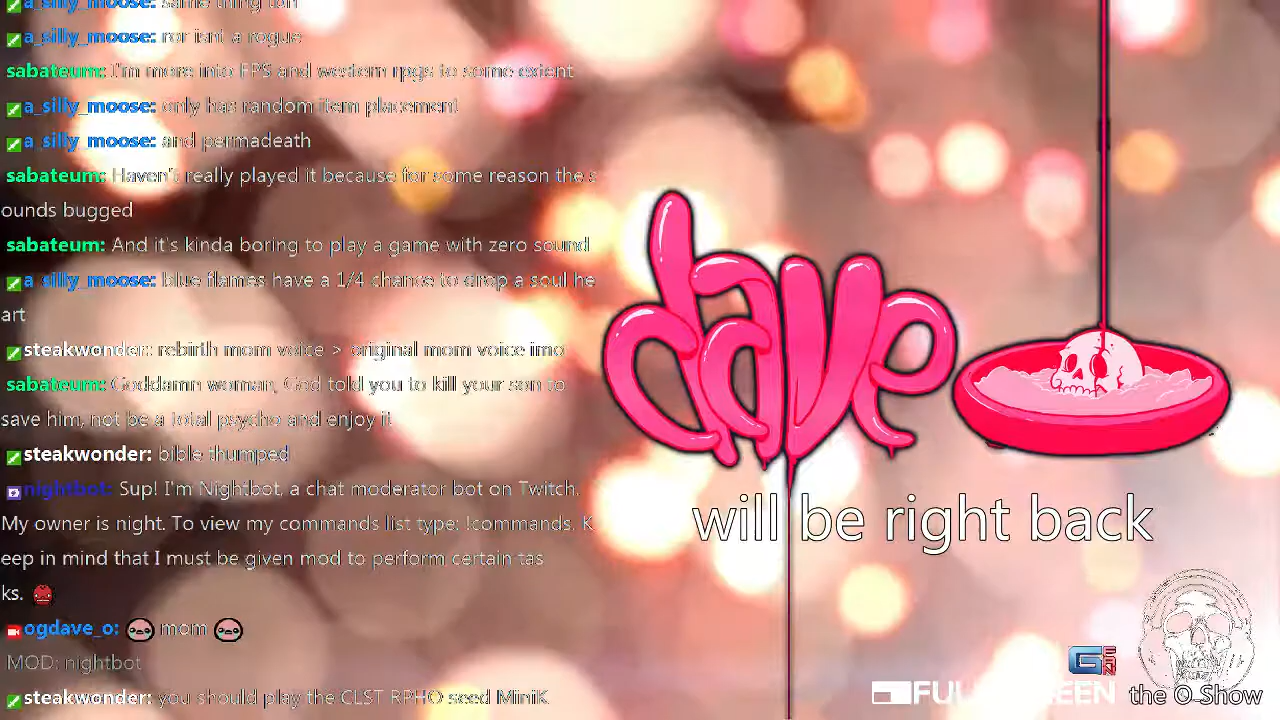 a_silly_moose: same thing tbh
a_silly_moose: ror isnt a rogue
sabateum: I'm more into FPS and western rpgs to some extent
a_silly_moose: only has random item placement
a_silly_moose: and permadeath
sabateum: Haven't really played it because for some reason the s
ounds bugged
sabateum: And it's kinda boring to play a game with zero sound
a_silly_moose: blue flames have a 1/4 chance to drop a soul he
art
steakwonder: rebirth mom voice > original mom voice imo
sabateum: Goddamn woman, God told you to kill your son to
save him, not be a total psycho and enjoy it
steakwonder: bible thumped
nightbot: Sup! I'm Nightbot, a chat moderator bot on Twitch.
My owner is night. To view my commands list type: !commands. K
eep in mind that I must be given mod to perform certain tas
ks.
ogdave_o: mom
MOD: nightbot
steakwonder: you should play the CLST RPHO seed MiniK
dave
will be right back
FULLSCREEN
the O Show